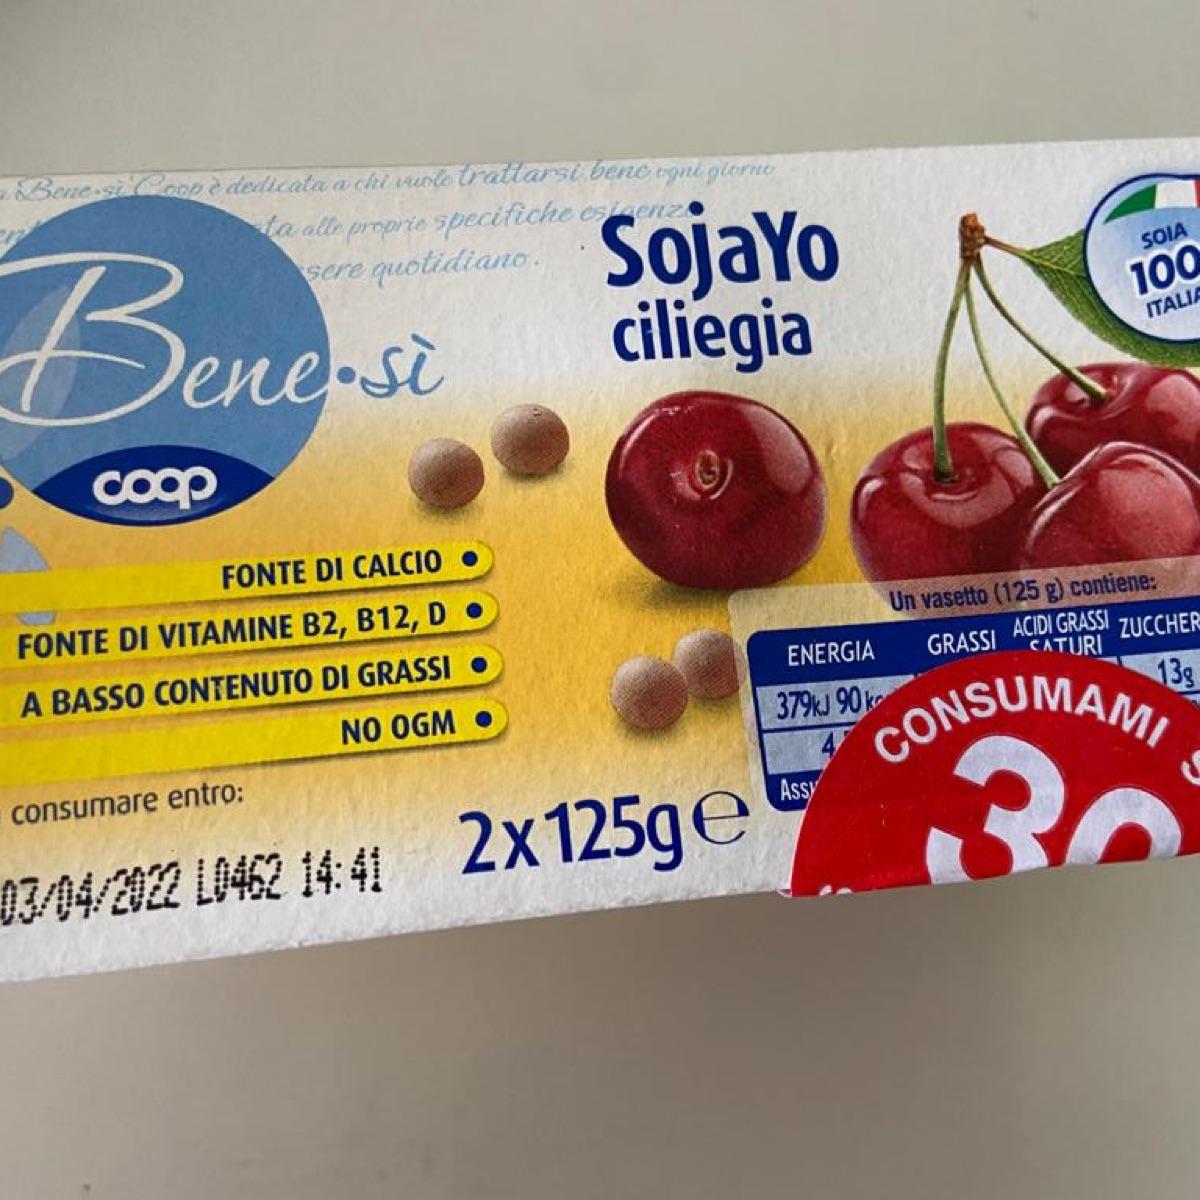 Bene-sì Coop è dedicata a chi vuole trattarsi bene ogni giorno
alle proprie specifiche esigenze
quotidiano.
Bene·sì
coop
SojaYo
ciliegia
SOIA
100
ITALIA
FONTE DI CALCIO •
FONTE DI VITAMINE B2, B12, D •
A BASSO CONTENUTO DI GRASSI •
NO OGM •
consumare entro:
03/04/2022 L0462 14:41
2x125g e
Un vasetto (125 g) contiene:
ENERGIA GRASSI ACIDI GRASSI SATURI ZUCCHER
379kJ 90 kc 13g
CONSUMAMI
30